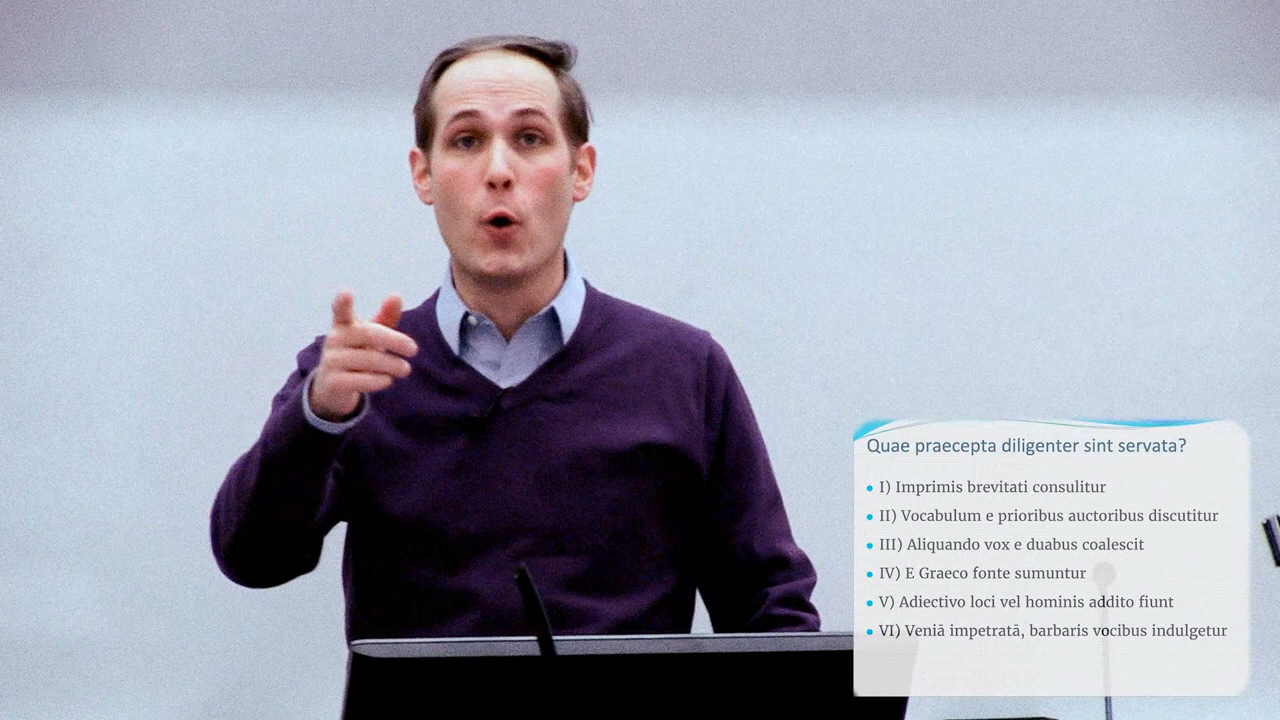 Quae praecepta diligenter sint servata?
• I) Imprimis brevitati consulitur
• II) Vocabulum e prioribus auctoribus discutitur
• III) Aliquando vox e duabus coalescit
• IV) E Graeco fonte sumuntur
• V) Adiectivo loci vel hominis addito fiunt
• VI) Veniā impetratā, barbaris vocibus indulgetur